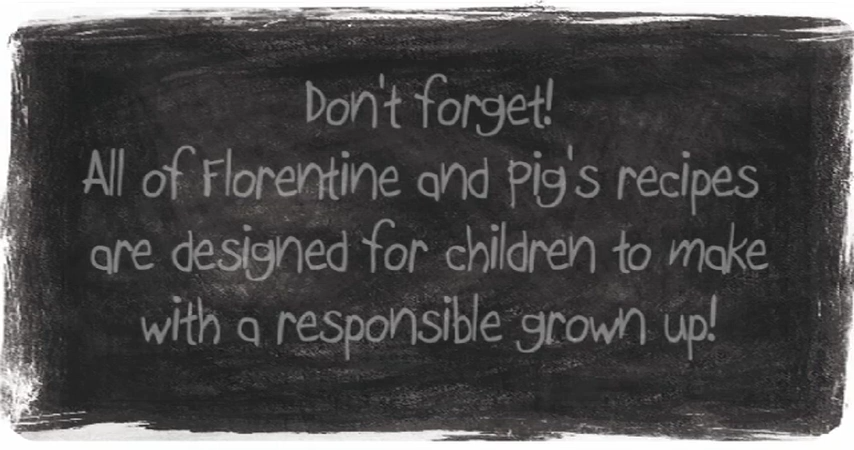 Don't forget!
All of Florentine and Pig's recipes
are designed for children to make
with a responsible grown up!